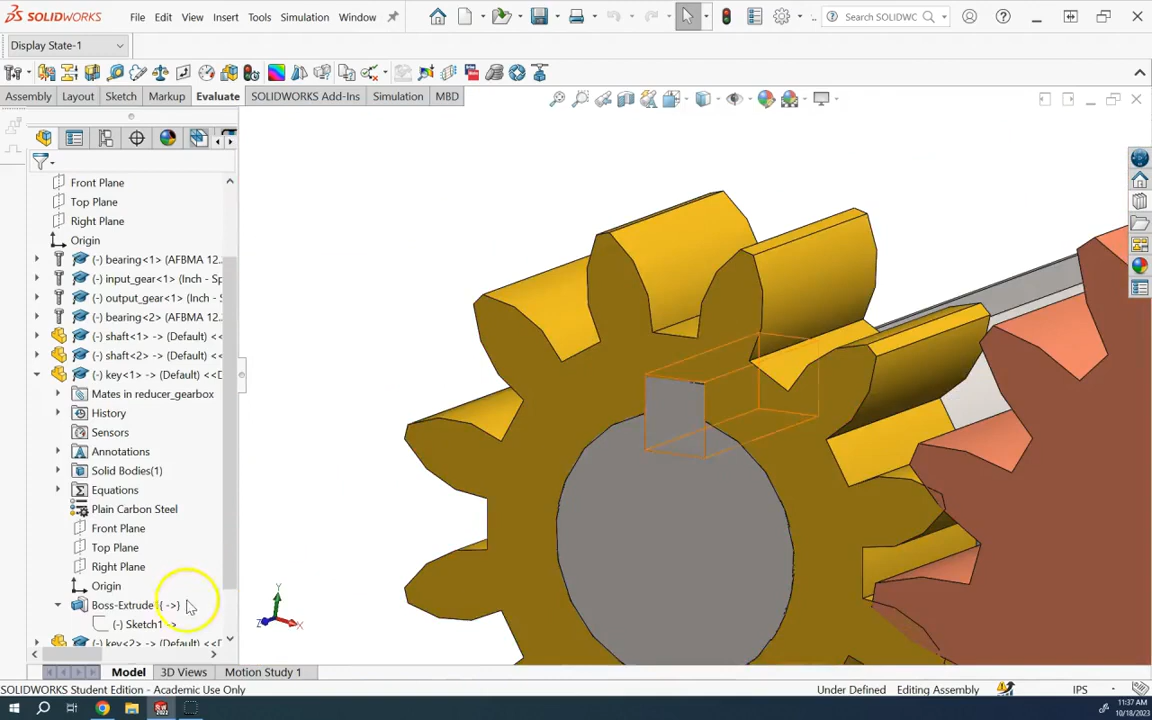 SOLIDWORKS File Edit View Insert Tools Simulation Window Search SOLIDWC
Display State-1
Assembly Layout Sketch Markup Evaluate SOLIDWORKS Add-Ins Simulation MBD
Front Plane
Top Plane
Right Plane
Origin
(-) bearing<1> (AFBMA 12..
(-) input_gear<1> (Inch - Sp
(-) output_gear<1> (Inch - S
(-) bearing<2> (AFBMA 12.
(-) shaft<1> -> (Default) <<
(-) shaft<2> -> (Default) <<
(-) key<1> -> (Default) <<D
Mates in reducer_gearbox
History
Sensors
Annotations
Solid Bodies(1)
Equations
Plain Carbon Steel
Front Plane
Top Plane
Right Plane
Origin
Boss-Extrude { ->}
(-) Sketch1 ->
(-) key<2> -> (Default) <<D
Y
X
Z
Model 3D Views Motion Study 1
SOLIDWORKS Student Edition - Academic Use Only Under Defined Editing Assembly IPS
11:37 AM
10/18/2023